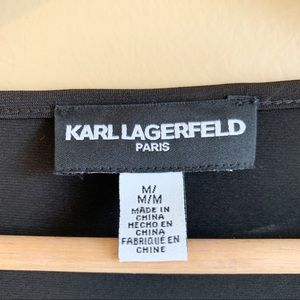 KARL LAGERFELD
PARIS
M/
M/M
MADE IN
CHINA
HECHO EN
CHINA
FABRIQUÉ EN
CHINE